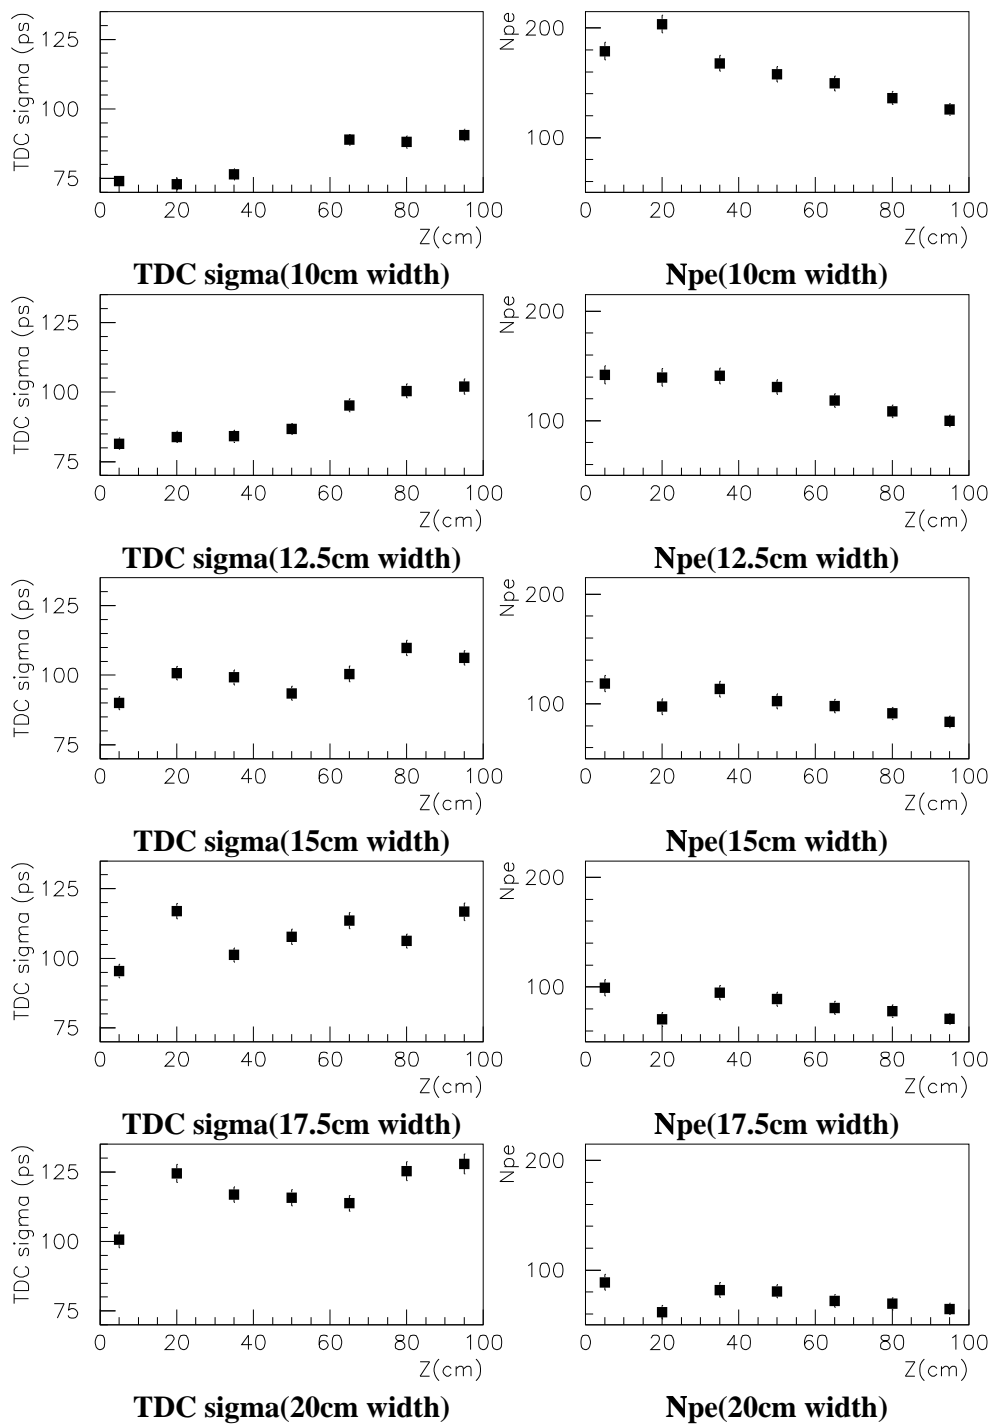 TDC sigma (ps)
125
100
75
0 20 40 60 80 100
Z(cm)
TDC sigma(10cm width)
Npe
200
100
0 20 40 60 80 100
Z(cm)
Npe(10cm width)
TDC sigma (ps)
125
100
75
0 20 40 60 80 100
Z(cm)
TDC sigma(12.5cm width)
Npe
200
100
0 20 40 60 80 100
Z(cm)
Npe(12.5cm width)
TDC sigma (ps)
125
100
75
0 20 40 60 80 100
Z(cm)
TDC sigma(15cm width)
Npe
200
100
0 20 40 60 80 100
Z(cm)
Npe(15cm width)
TDC sigma (ps)
125
100
75
0 20 40 60 80 100
Z(cm)
TDC sigma(17.5cm width)
Npe
200
100
0 20 40 60 80 100
Z(cm)
Npe(17.5cm width)
TDC sigma (ps)
125
100
75
0 20 40 60 80 100
Z(cm)
TDC sigma(20cm width)
Npe
200
100
0 20 40 60 80 100
Z(cm)
Npe(20cm width)